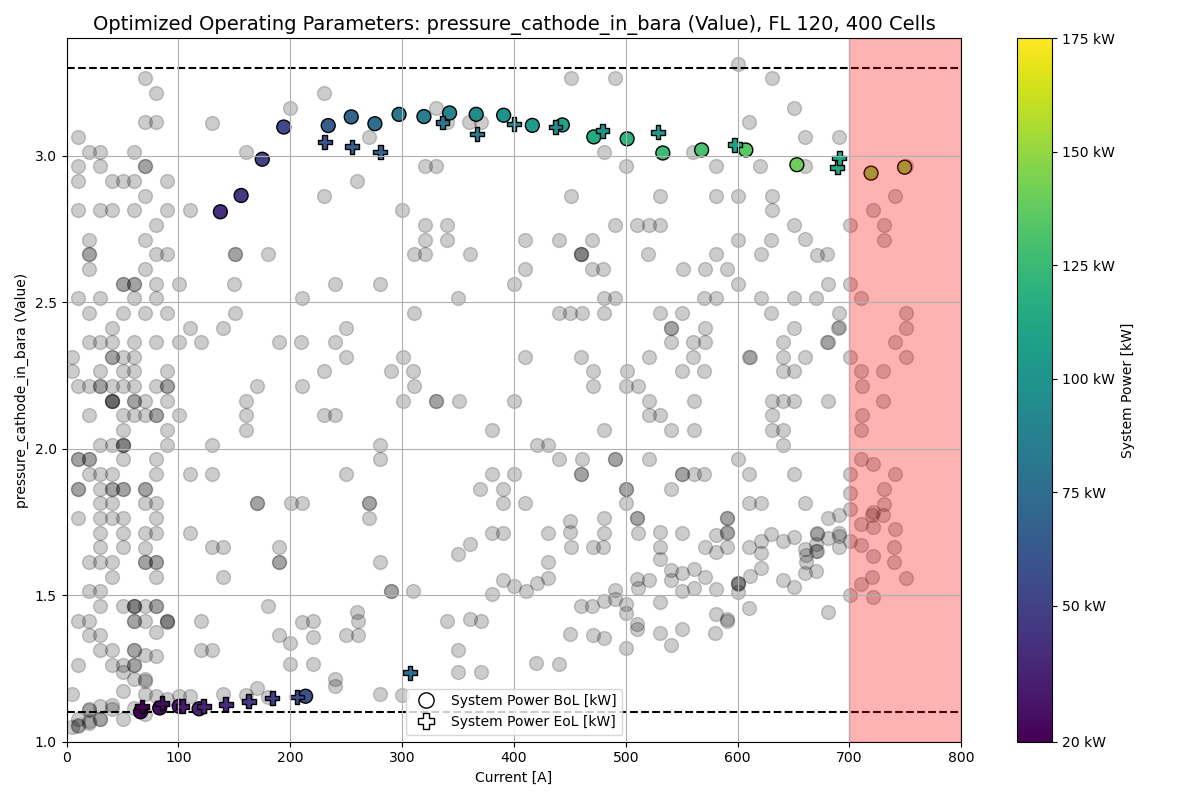 Optimized Operating Parameters: pressure_cathode_in_bara (Value), FL 120, 400 Cells
pressure_cathode_in_bara (Value)
3.0
2.5
2.0
1.5
1.0
0
100
200
300
400
500
600
700
800
Current [A]
System Power BoL [kW]
System Power EoL [kW]
175 kW
150 kW
125 kW
100 kW
75 kW
50 kW
20 kW
System Power [kW]